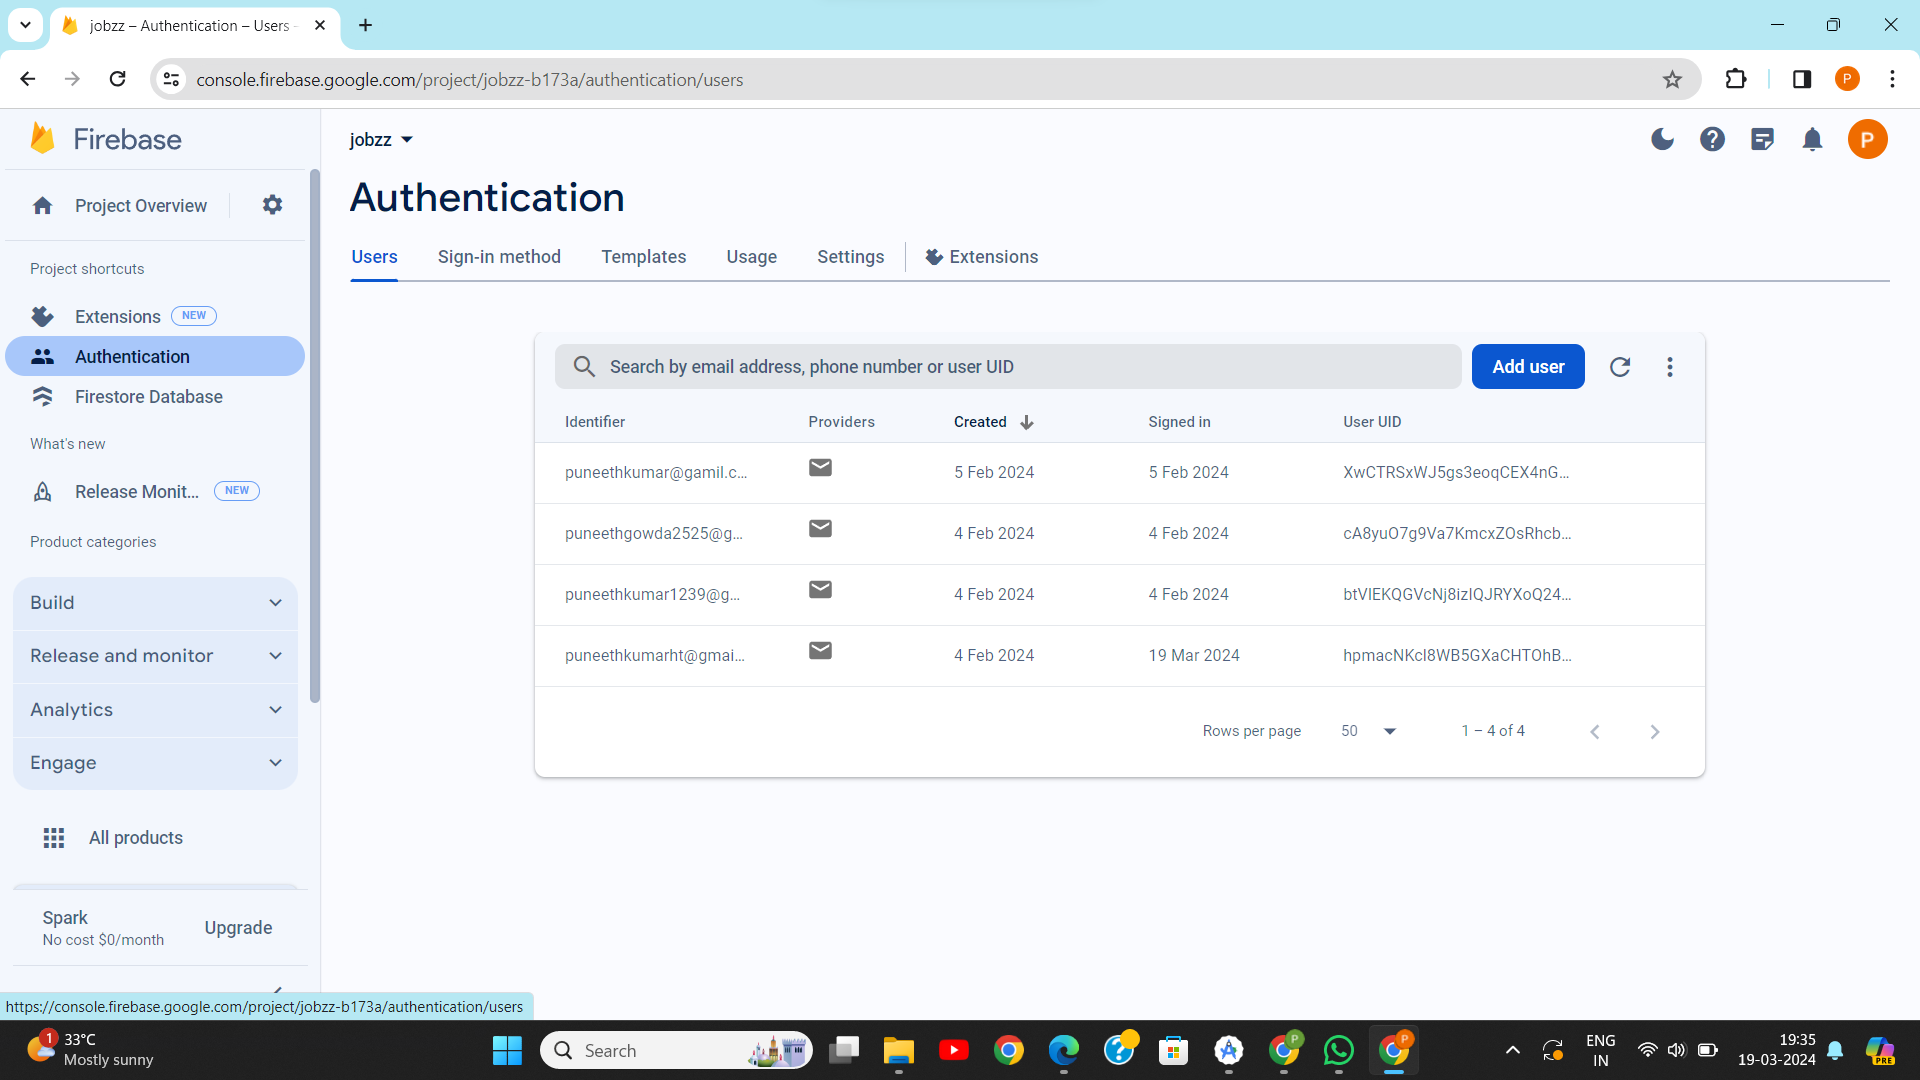 jobzz – Authentication – Users -
console.firebase.google.com/project/jobzz-b173a/authentication/users
P
Firebase
jobzz
P
Authentication
Project Overview
Users Sign-in method Templates Usage Settings Extensions
Project shortcuts
Extensions NEW
Authentication
Firestore Database
What's new
Release Monit... NEW
Product categories
Build
Release and monitor
Analytics
Engage
All products
Spark
No cost $0/month
Upgrade
Search by email address, phone number or user UID
Add user
Identifier Providers Created Signed in User UID
puneethkumar@gamil.c... 5 Feb 2024 5 Feb 2024 XwCTRSxWJ5gs3eoqCEX4nG...
puneethgowda2525@g... 4 Feb 2024 4 Feb 2024 cA8yuO7g9Va7KmcxZOsRhcb...
puneethkumar1239@g... 4 Feb 2024 4 Feb 2024 btVIEKQGVcNj8izIQJRYXoQ24...
puneethkumarht@gmai... 4 Feb 2024 19 Mar 2024 hpmacNKcI8WB5GXaCHTOhB...
Rows per page 50 1 – 4 of 4
https://console.firebase.google.com/project/jobzz-b173a/authentication/users
1
33°C
Mostly sunny
Search
P
P
ENG
IN
19:35
19-03-2024
PRE